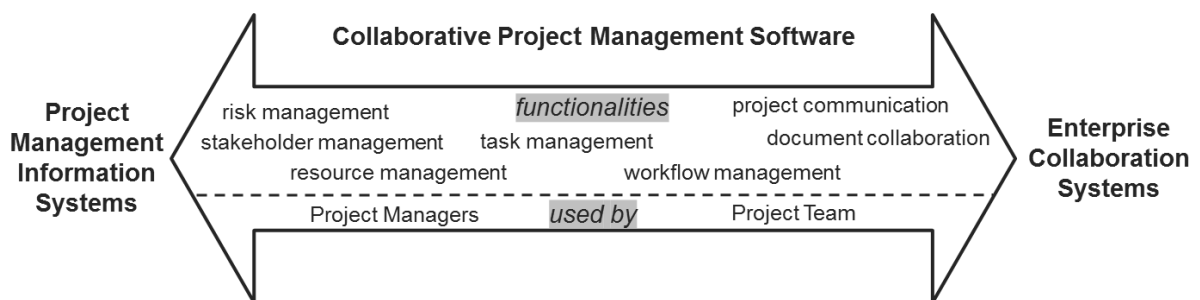 Collaborative Project Management Software
Project
Management
Information
Systems
risk management
functionalities
project communication
stakeholder management
task management
document collaboration
resource management
workflow management
Project Managers
used by
Project Team
Enterprise
Collaboration
Systems